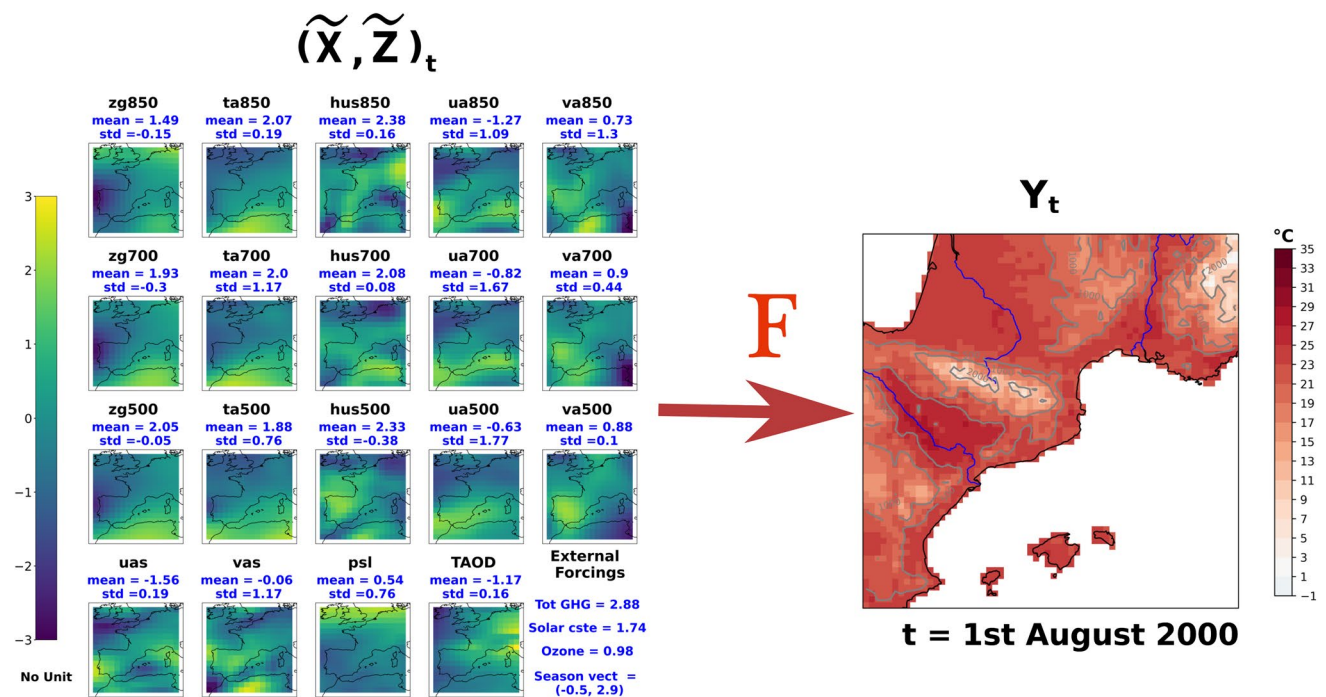 (X̃, Z̃)t
zg850 ta850 hus850 ua850 va850
mean = 1.49 mean = 2.07 mean = 2.38 mean = -1.27 mean = 0.73
std =-0.15 std =0.19 std =0.16 std =1.09 std =1.3
zg700 ta700 hus700 ua700 va700
mean = 1.93 mean = 2.0 mean = 2.08 mean = -0.82 mean = 0.9
std =-0.3 std =1.17 std =0.08 std =1.67 std =0.44
zg500 ta500 hus500 ua500 va500
mean = 2.05 mean = 1.88 mean = 2.33 mean = -0.63 mean = 0.88
std =-0.05 std =0.76 std =-0.38 std =1.77 std =0.1
uas vas psl TAOD External
Forcings
mean = -1.56 mean = -0.06 mean = 0.54 mean = -1.17
std =0.19 std =1.17 std =0.76 std =0.16
Tot GHG = 2.88
Solar cste = 1.74
Ozone = 0.98
Season vect =
(-0.5, 2.9)
3
2
1
0
−1
−2
−3
No Unit
F
Yt
2000
2000
°C
35
33
31
29
27
25
23
21
19
17
15
13
11
9
7
5
3
1
−1
t = 1st August 2000